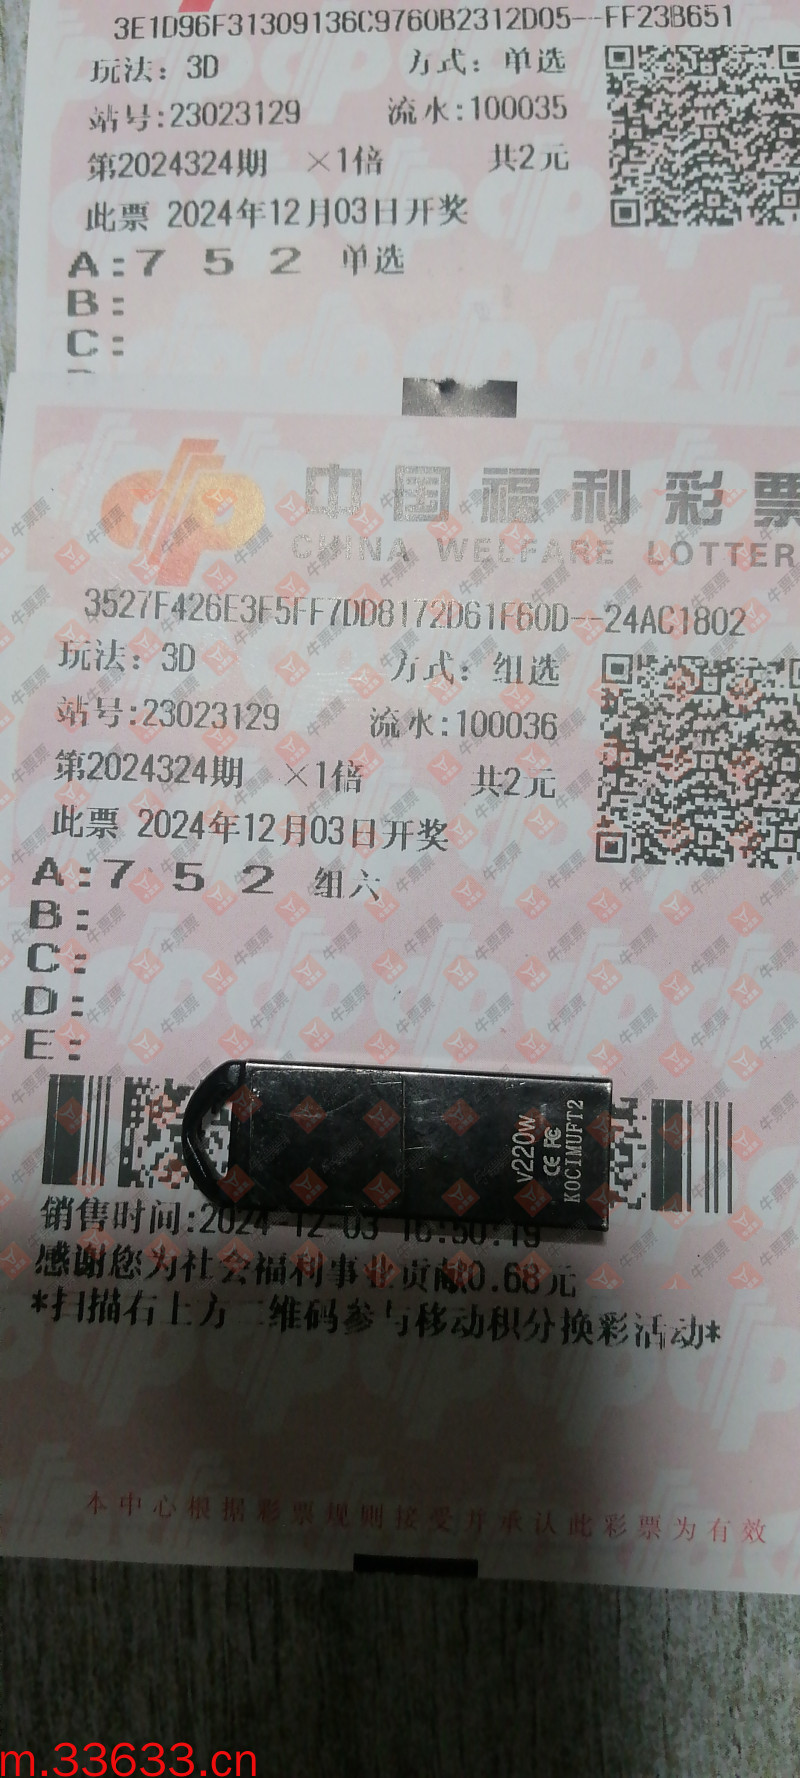 3E1D96F31309136C9760B2312D05--FF23B651
玩法：3D 方式：单选
站号:23023129 流水:100035
第2024324期 ×1倍 共2元
此票 2024年12月03日开奖
A:7 5 2 单选
B:
C:
中国福利彩票
CHINA WELFARE LOTTER
3527F426E3F5FF7DD8172D61F60D--24AC1802
玩法：3D 方式：组选
站号:23023129 流水:100036
第2024324期 ×1倍 共2元
此票 2024年12月03日开奖
A:7 5 2 组六
B:
C:
D:
E:
V220W
CE FC
KOCIMUFT2
销售时间:2024-12-03 16:50:19
感谢您为社会福利事业贡献0.68元
*扫描右上方二维码参与移动积分换彩活动*
本中心根据彩票规则接受并承认此彩票为有效
牛票票
m.33633.cn